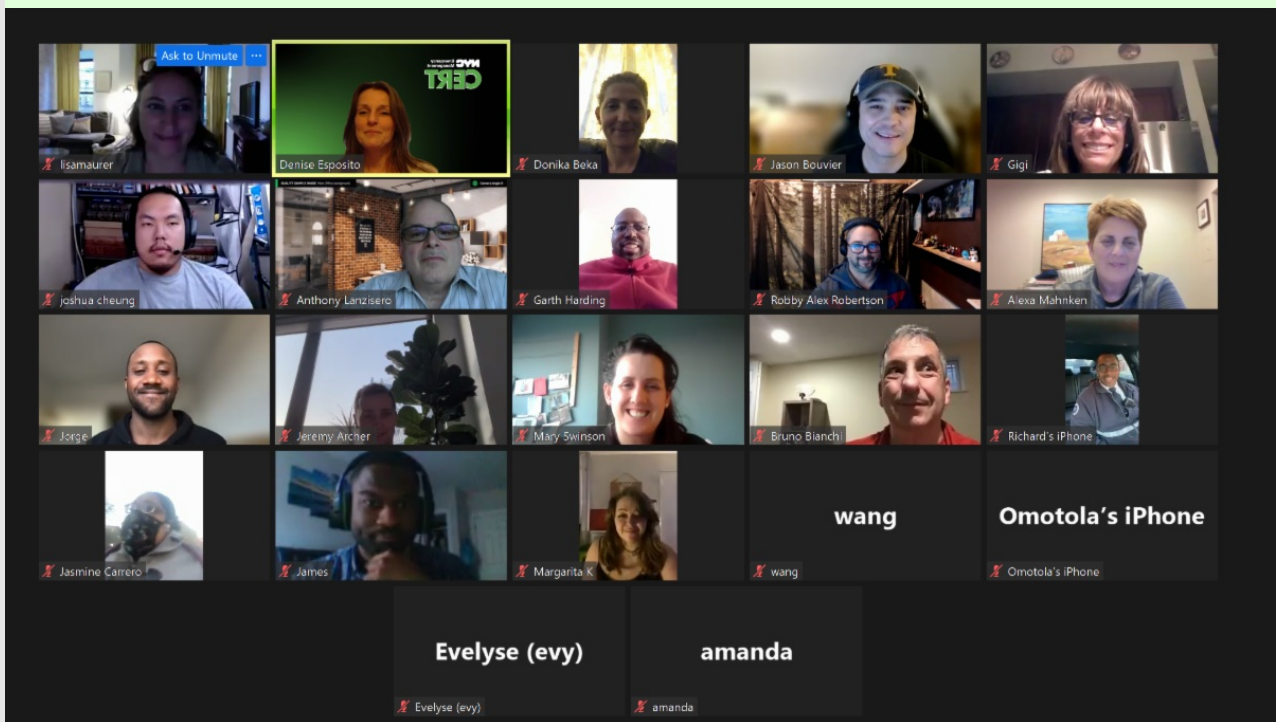 Ask to Unmute ...
lisamaurer
NYC Emergency
Management
CERT
Denise Esposito
Donika Beka
T
Jason Bouvier
Gigi
joshua cheung
Anthony Lanzisero
Garth Harding
Robby Alex Robertson
Alexa Mahnken
Jorge
Jeremy Archer
Mary Swinson
Bruno Bianchi
Richard's iPhone
Jasmine Carrero
James
Margarita K
wang
wang
Omotola's iPhone
Omotola's iPhone
Evelyse (evy)
Evelyse (evy)
amanda
amanda